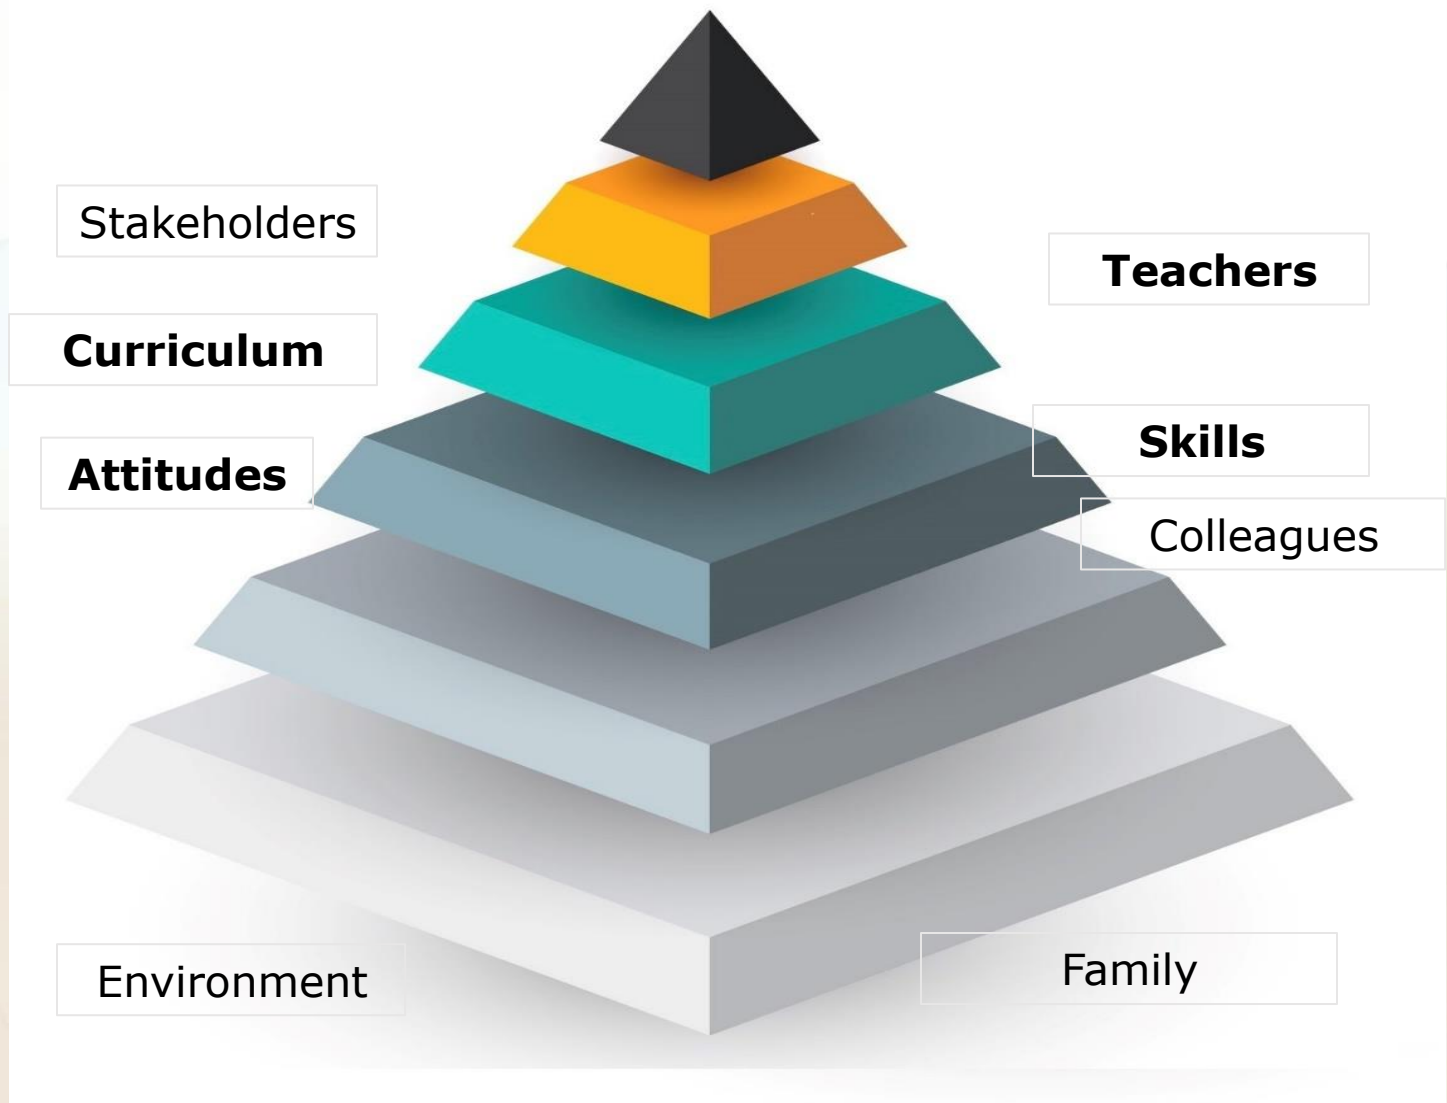 Stakeholders
Teachers
Curriculum
Skills
Attitudes
Colleagues
Environment
Family